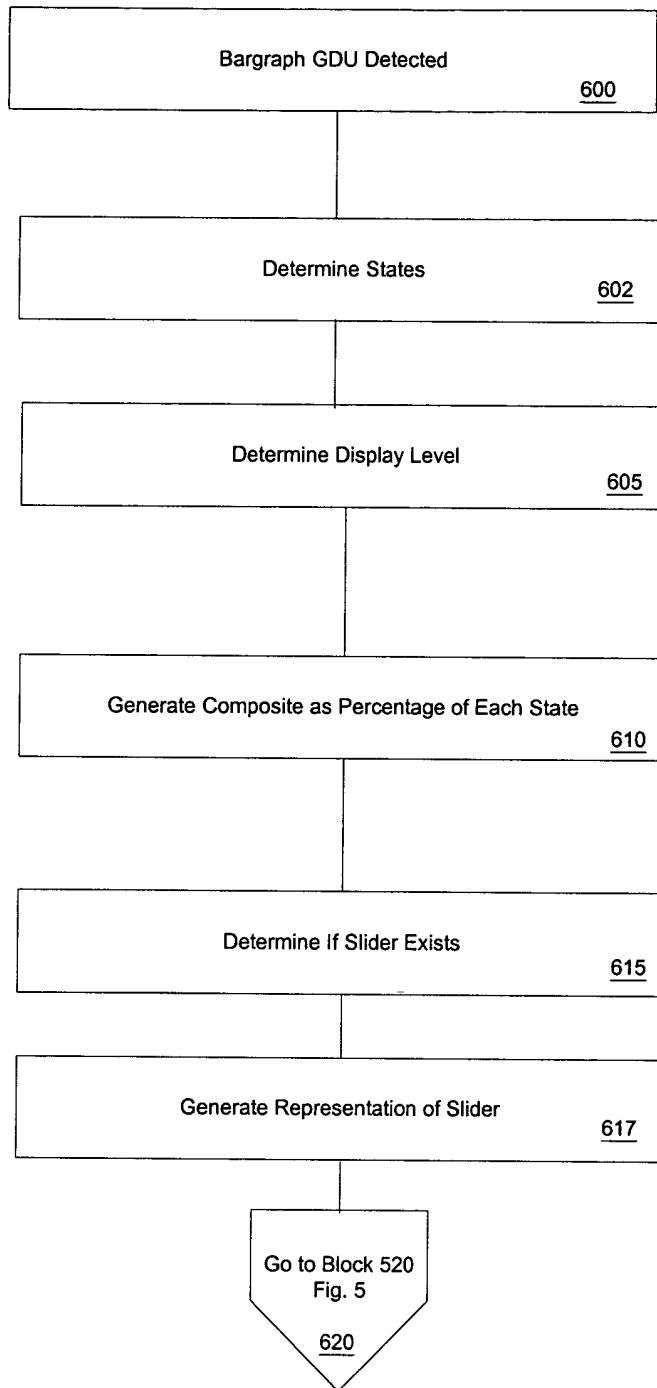 Bargraph GDU Detected
600
Determine States
602
Determine Display Level
605
Generate Composite as Percentage of Each State
610
Determine If Slider Exists
615
Generate Representation of Slider
617
Go to Block 520
Fig. 5
620